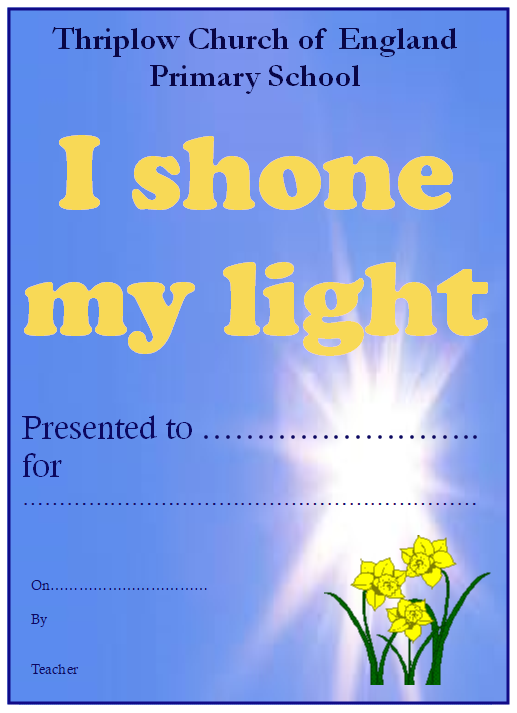 Thriplow Church of England
Primary School
I shone
my light
Presented to ……………………..
for
………………………………………………………………
On……………………………
By
Teacher